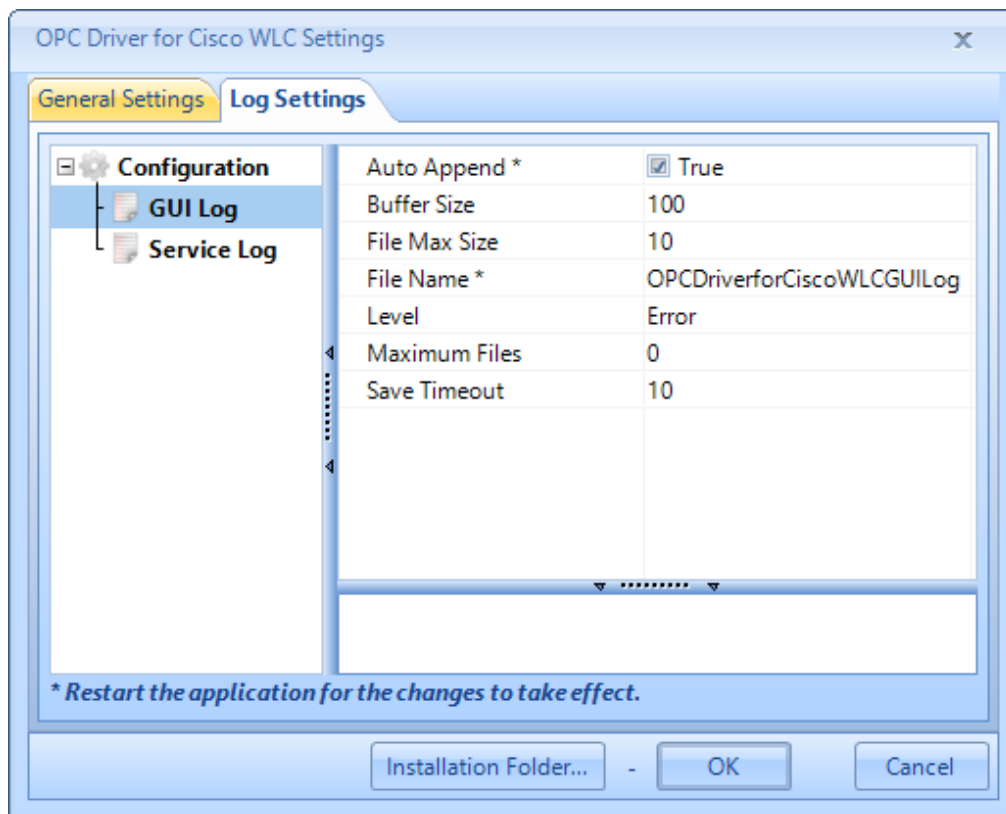 OPC Driver for Cisco WLC Settings
General Settings Log Settings
Configuration
GUI Log
Service Log
Auto Append * True
Buffer Size 100
File Max Size 10
File Name * OPCDriverforCiscoWLCGUILog
Level Error
Maximum Files 0
Save Timeout 10
* Restart the application for the changes to take effect.
Installation Folder... - OK Cancel